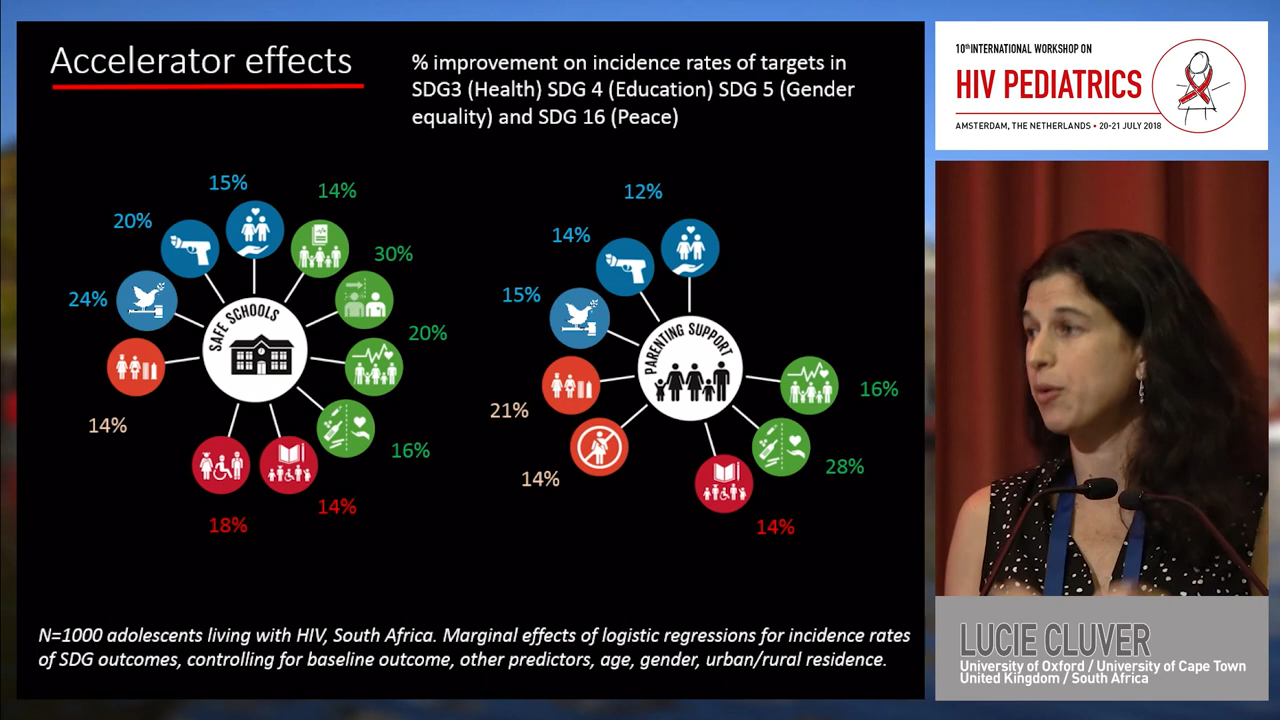 Accelerator effects
% improvement on incidence rates of targets in
SDG3 (Health) SDG 4 (Education) SDG 5 (Gender
equality) and SDG 16 (Peace)
15%
14%
20%
30%
24%
20%
14%
16%
18%
14%
SAFE SCHOOLS
12%
14%
15%
21%
16%
14%
28%
14%
PARENTING SUPPORT
N=1000 adolescents living with HIV, South Africa. Marginal effects of logistic regressions for incidence rates
of SDG outcomes, controlling for baseline outcome, other predictors, age, gender, urban/rural residence.
10th INTERNATIONAL WORKSHOP ON
HIV PEDIATRICS
AMSTERDAM, THE NETHERLANDS • 20-21 JULY 2018
LUCIE CLUVER
University of Oxford / University of Cape Town
United Kingdom / South Africa